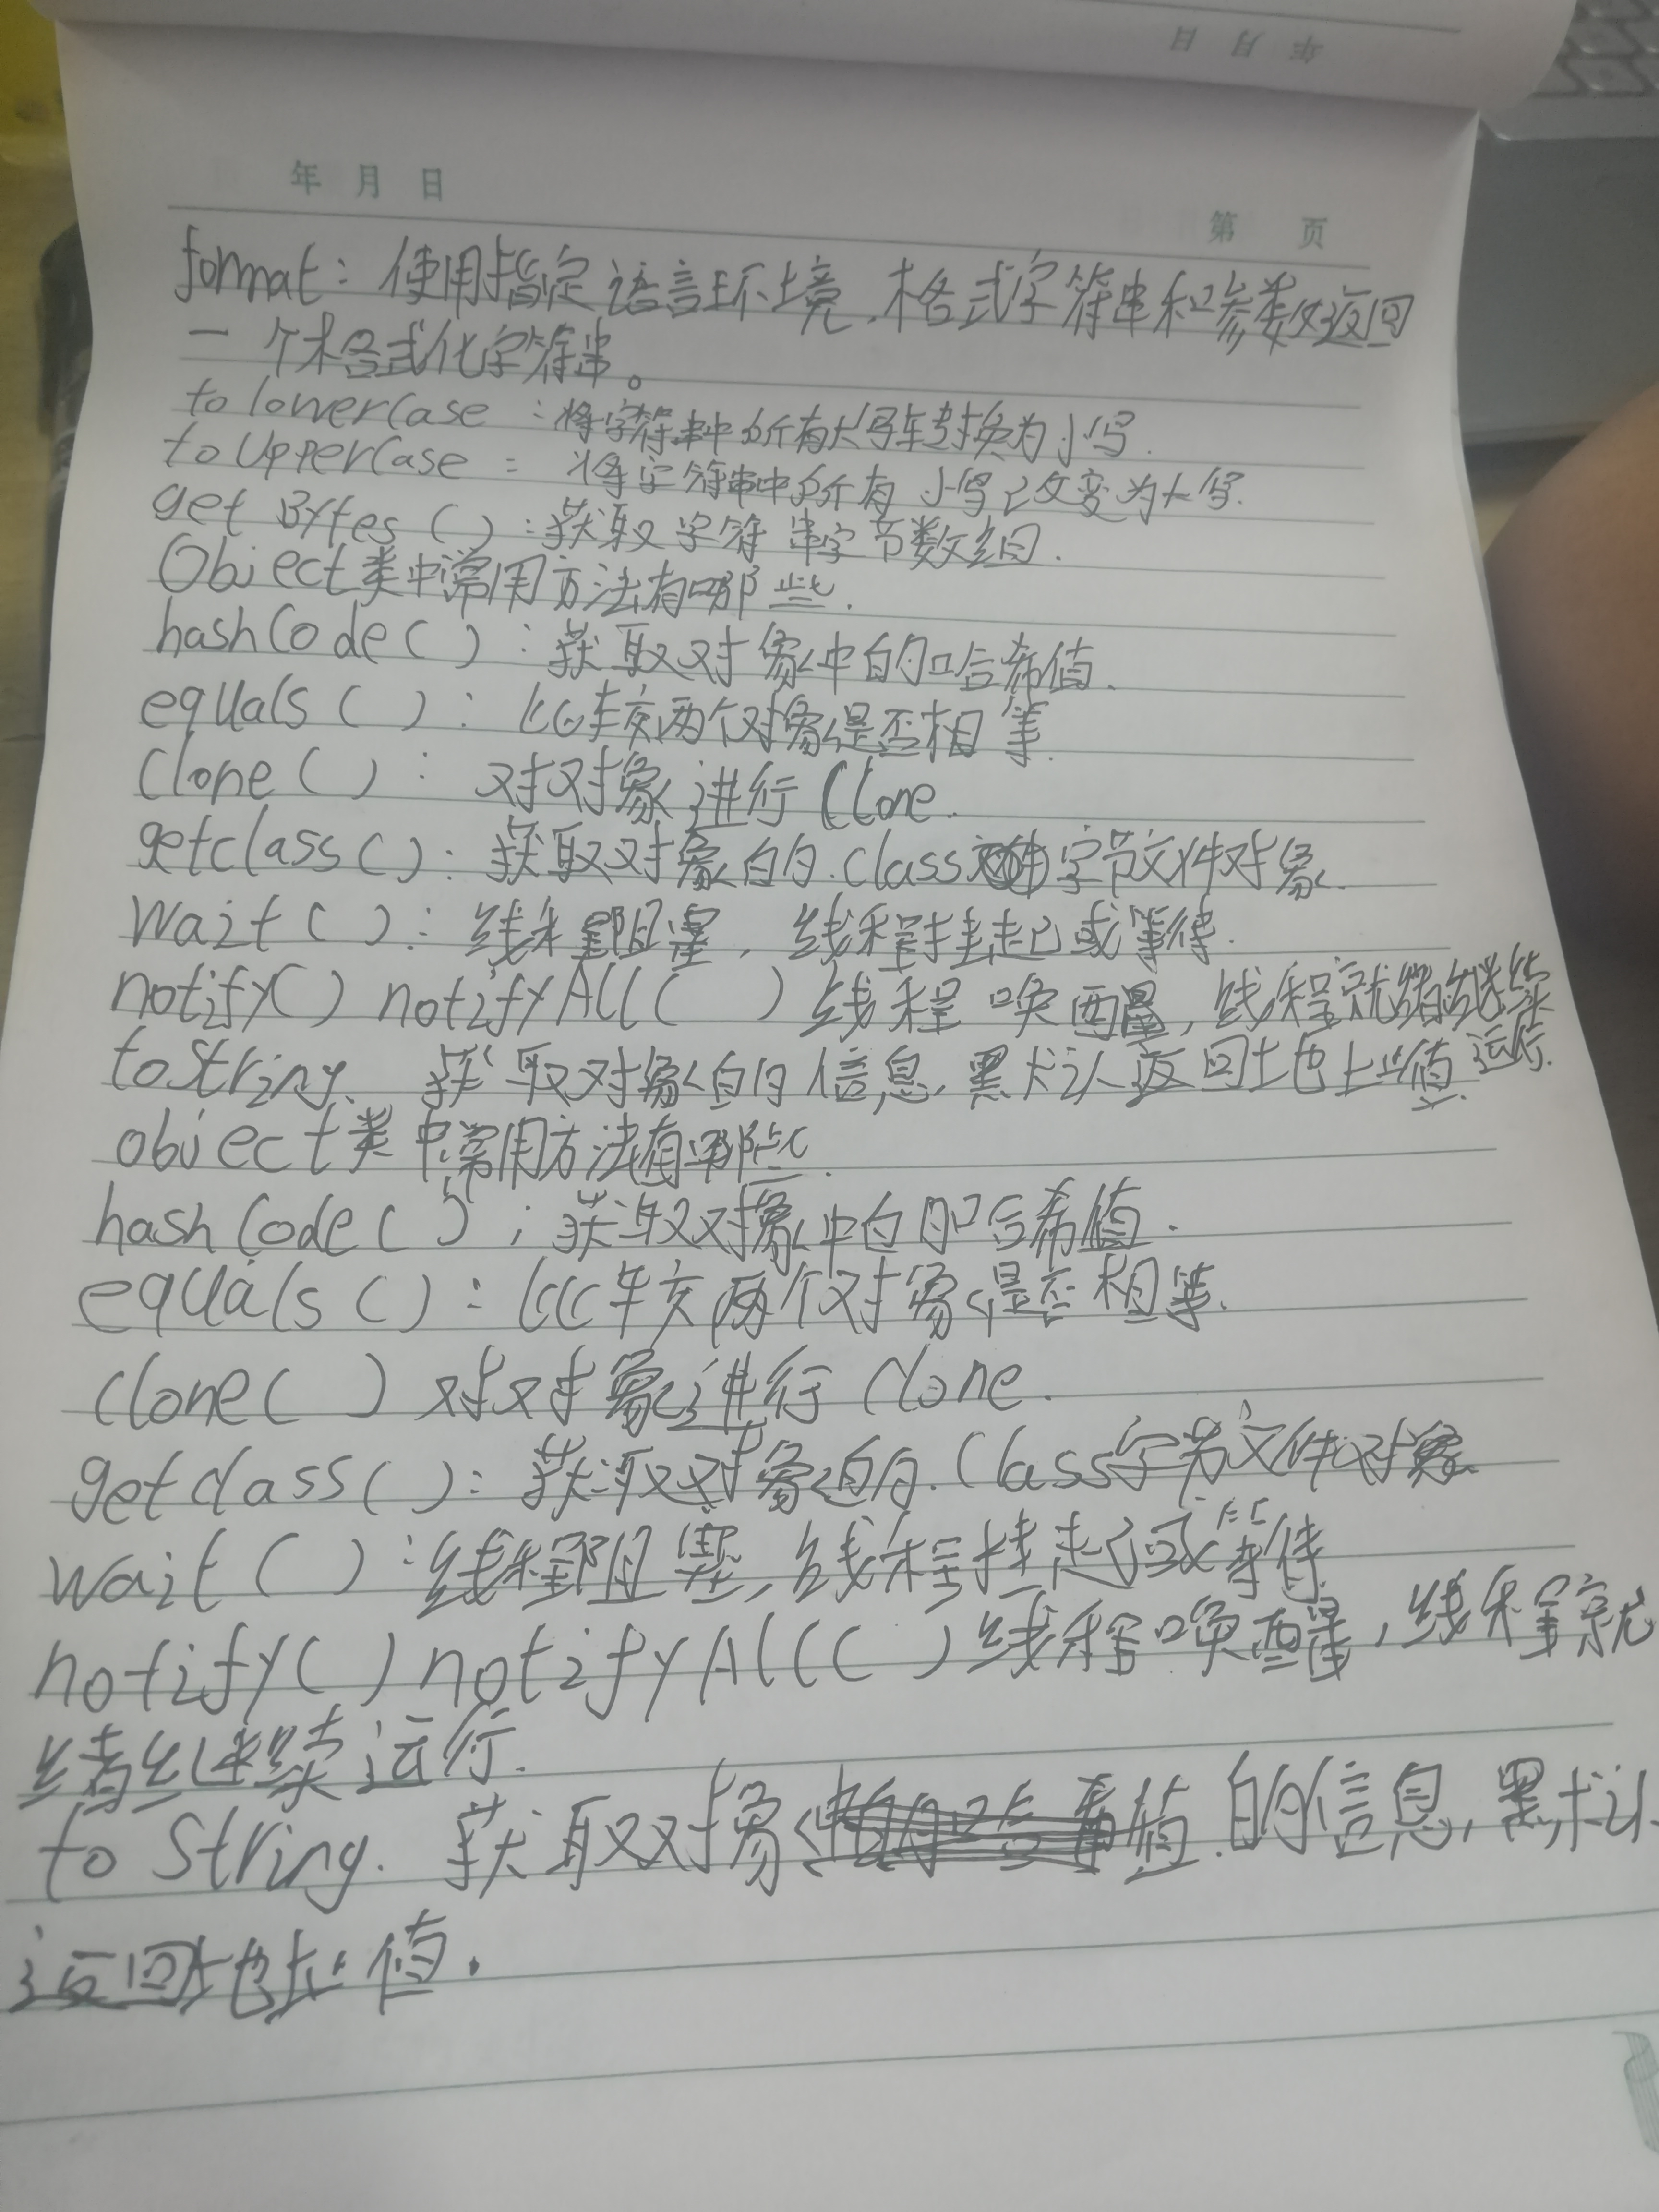 年 月 日
年 月 日
第 页
format: 使用指定语言环境,格式字符串和参数返回
一个格式化字符串。
to lowerCase : 将字符串中所有大写转换为小写.
to UpperCase : 将字符串中所有小写改变为大写.
get Bytes ( ) : 获取字符串字节数组.
Object类中常用方法有哪些.
hashCode ( ) : 获取对象中的哈希值.
equals ( ) : 比较两个对象是否相等.
Clone ( ) : 对对象进行Clone.
getclass ( ) : 获取对象的.class字节文件对象.
Wait ( ) : 线程阻塞, 线程挂起或等待.
notify( ) notifyAll( ) 线程唤醒, 线程就绪继续
运行.
toString. 获取对象的信息, 默认返回地址值.
object类中常用方法有哪些.
hashCode ( ) ; 获取对象中的哈希值.
equals ( ) : 比较两个对象是否相等.
Clone ( ) 对对象进行Clone.
getclass ( ) : 获取对象的.Class字节文件对象.
wait ( ) : 线程阻塞, 线程挂起或等待
notify( ) notifyAll( ) 线程唤醒, 线程就
绪继续运行.
to String. 获取对象的信息, 默认
返回地址值.